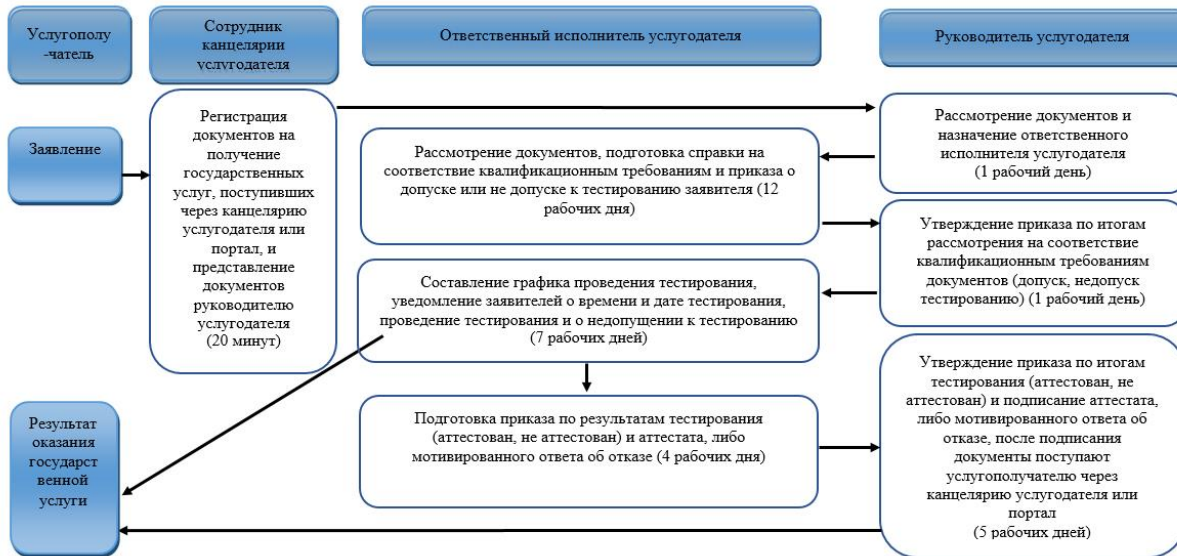 Услугополу
-чатель
Сотрудник
канцелярии
услугодателя
Ответственный исполнитель услугодателя
Руководитель услугодателя
Заявление
Регистрация
документов на
получение
государственных
услуг, поступивших
через канцелярию
услугодателя или
портал, и
представление
документов
руководителю
услугодателя
(20 минут)
Рассмотрение документов и
назначение ответственного
исполнителя услугодателя
(1 рабочий день)
Рассмотрение документов, подготовка справки на
соответствие квалификационным требованиям и приказа о
допуске или не допуске к тестированию заявителя (12
рабочих дня)
Утверждение приказа по итогам
рассмотрения на соответствие
квалификационным требованиям
документов (допуск, недопуск
тестированию) (1 рабочий день)
Составление графика проведения тестирования,
уведомление заявителей о времени и дате тестирования,
проведение тестирования и о недопущении к тестированию
(7 рабочих дней)
Подготовка приказа по результатам тестирования
(аттестован, не аттестован) и аттестата, либо
мотивированного ответа об отказе (4 рабочих дня)
Утверждение приказа по итогам
тестирования (аттестован, не
аттестован) и подписание аттестата,
либо мотивированного ответа об
отказе, после подписания
документы поступают
услугополучателю через
канцелярию услугодателя или
портал
(5 рабочих дней)
Результат
оказания
государст
венной
услуги